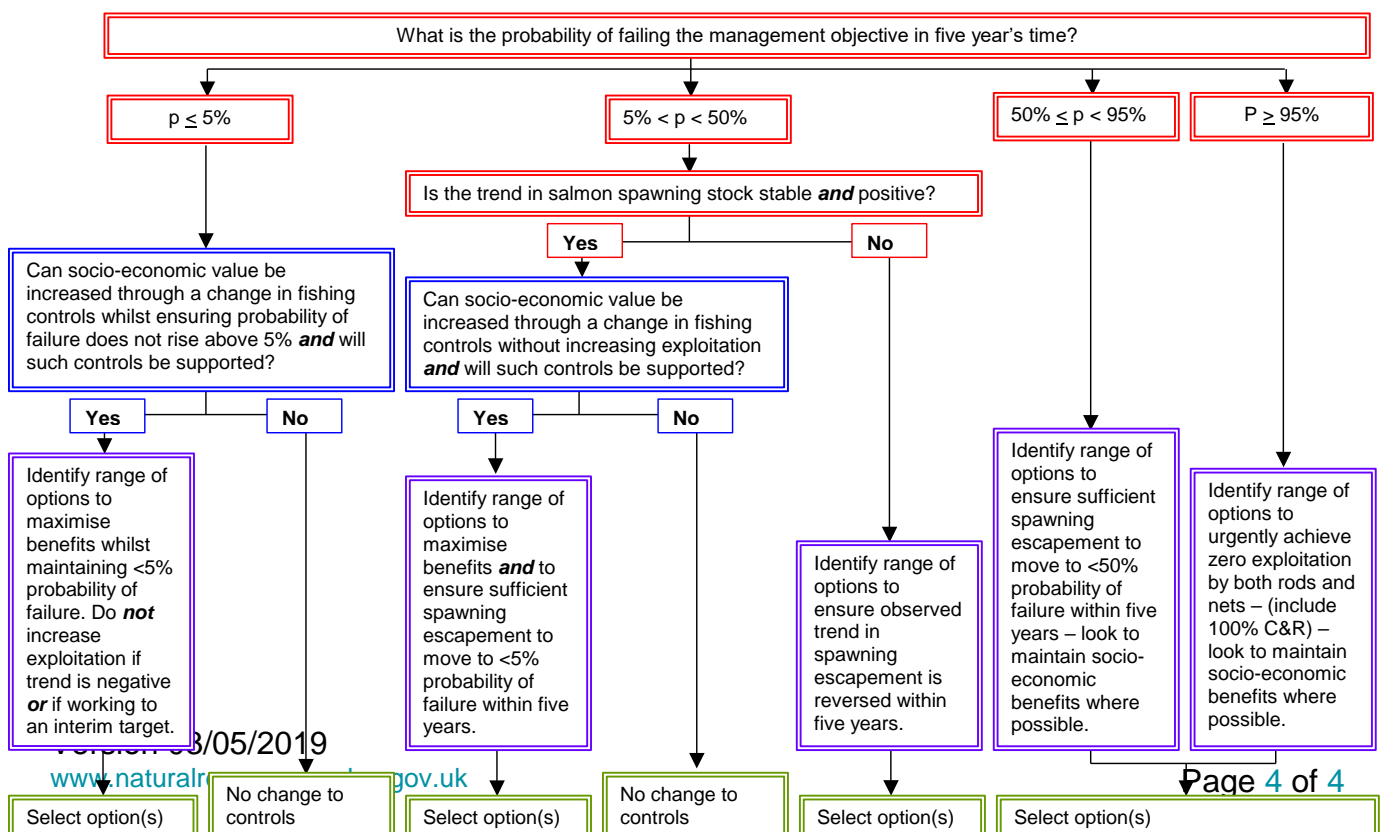 What is the probability of failing the management objective in five year's time?
p ≤ 5%
5% < p < 50%
50% ≤ p < 95%
P ≥ 95%
Is the trend in salmon spawning stock stable and positive?
Yes
No
Can socio-economic value be
increased through a change in fishing
controls whilst ensuring probability of
failure does not rise above 5% and will
such controls be supported?
Can socio-economic value be
increased through a change in fishing
controls without increasing exploitation
and will such controls be supported?
Yes
No
Yes
No
Identify range of
options to
maximise
benefits whilst
maintaining <5%
probability of
failure. Do not
increase
exploitation if
trend is negative
or if working to
an interim target.
Identify range of
options to
maximise
benefits and to
ensure sufficient
spawning
escapement to
move to <5%
probability of
failure within five
years.
Identify range of
options to
ensure observed
trend in
spawning
escapement is
reversed within
five years.
Identify range of
options to
ensure sufficient
spawning
escapement to
move to <50%
probability of
failure within five
years – look to
maintain socio-
economic
benefits where
possible.
Identify range of
options to
urgently achieve
zero exploitation
by both rods and
nets – (include
100% C&R) –
look to maintain
socio-economic
benefits where
possible.
/05/2019
gov.uk
Page 4 of 4
Select option(s)
No change to
controls
Select option(s)
No change to
controls
Select option(s)
Select option(s)